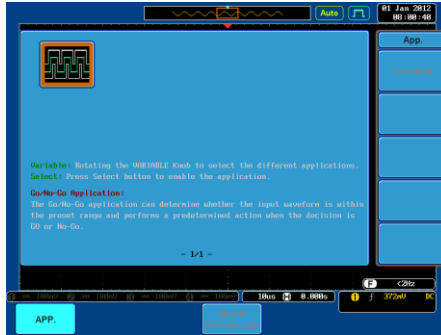 Auto
01 Jan 2012
00:00:40
App.
Variable: Rotating the VARIABLE Knob to select the different applications.
Select: Press Select button to enable the application.
Go/No-Go Application:
The Go/No-Go application can determine whether the input waveform is within
the preset range and performs a predetermined action when the decision is
GO or No-Go.
- 1/1 -
F <2Hz
10us M 0.000s
1 f 372mV DC
APP.